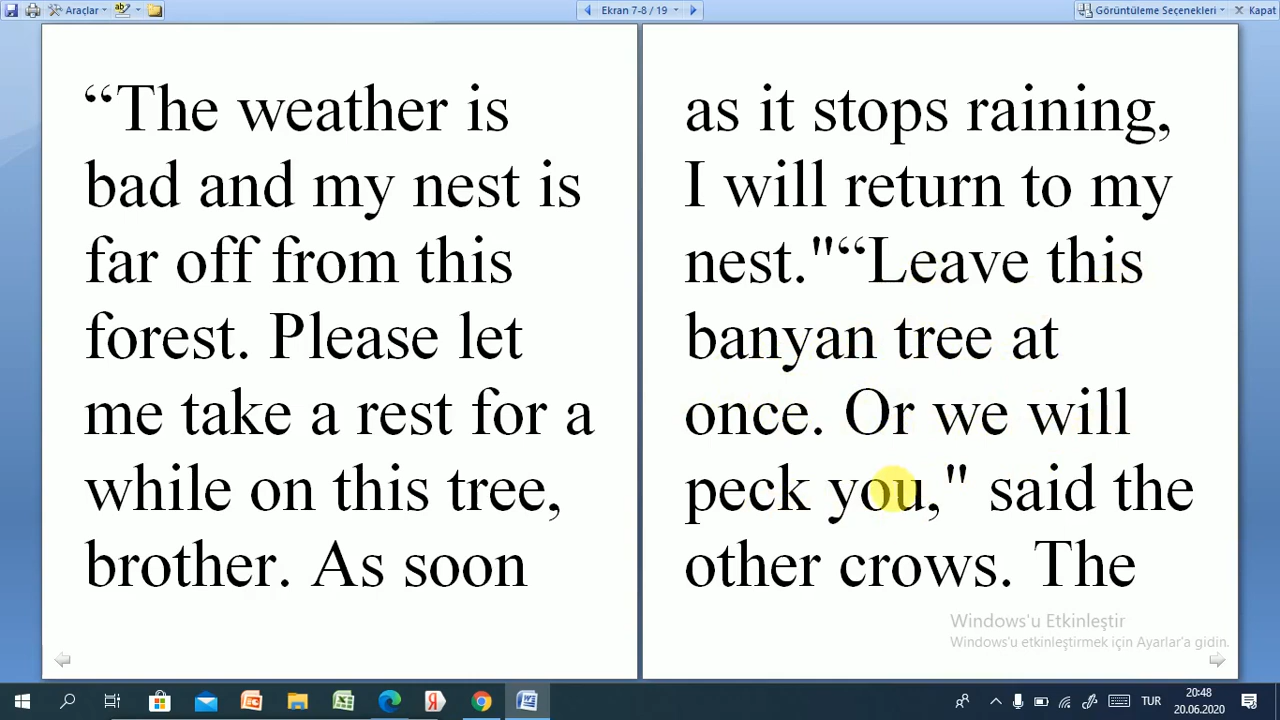 Araçlar
Ekran 7-8 / 19
Görüntüleme Seçenekleri
Kapat
“The weather is
bad and my nest is
far off from this
forest. Please let
me take a rest for a
while on this tree,
brother. As soon
as it stops raining,
I will return to my
nest."“Leave this
banyan tree at
once. Or we will
peck you," said the
other crows. The
Windows'u Etkinleştir
Windows'u etkinleştirmek için Ayarlar'a gidin.
TUR
20:48
20.06.2020